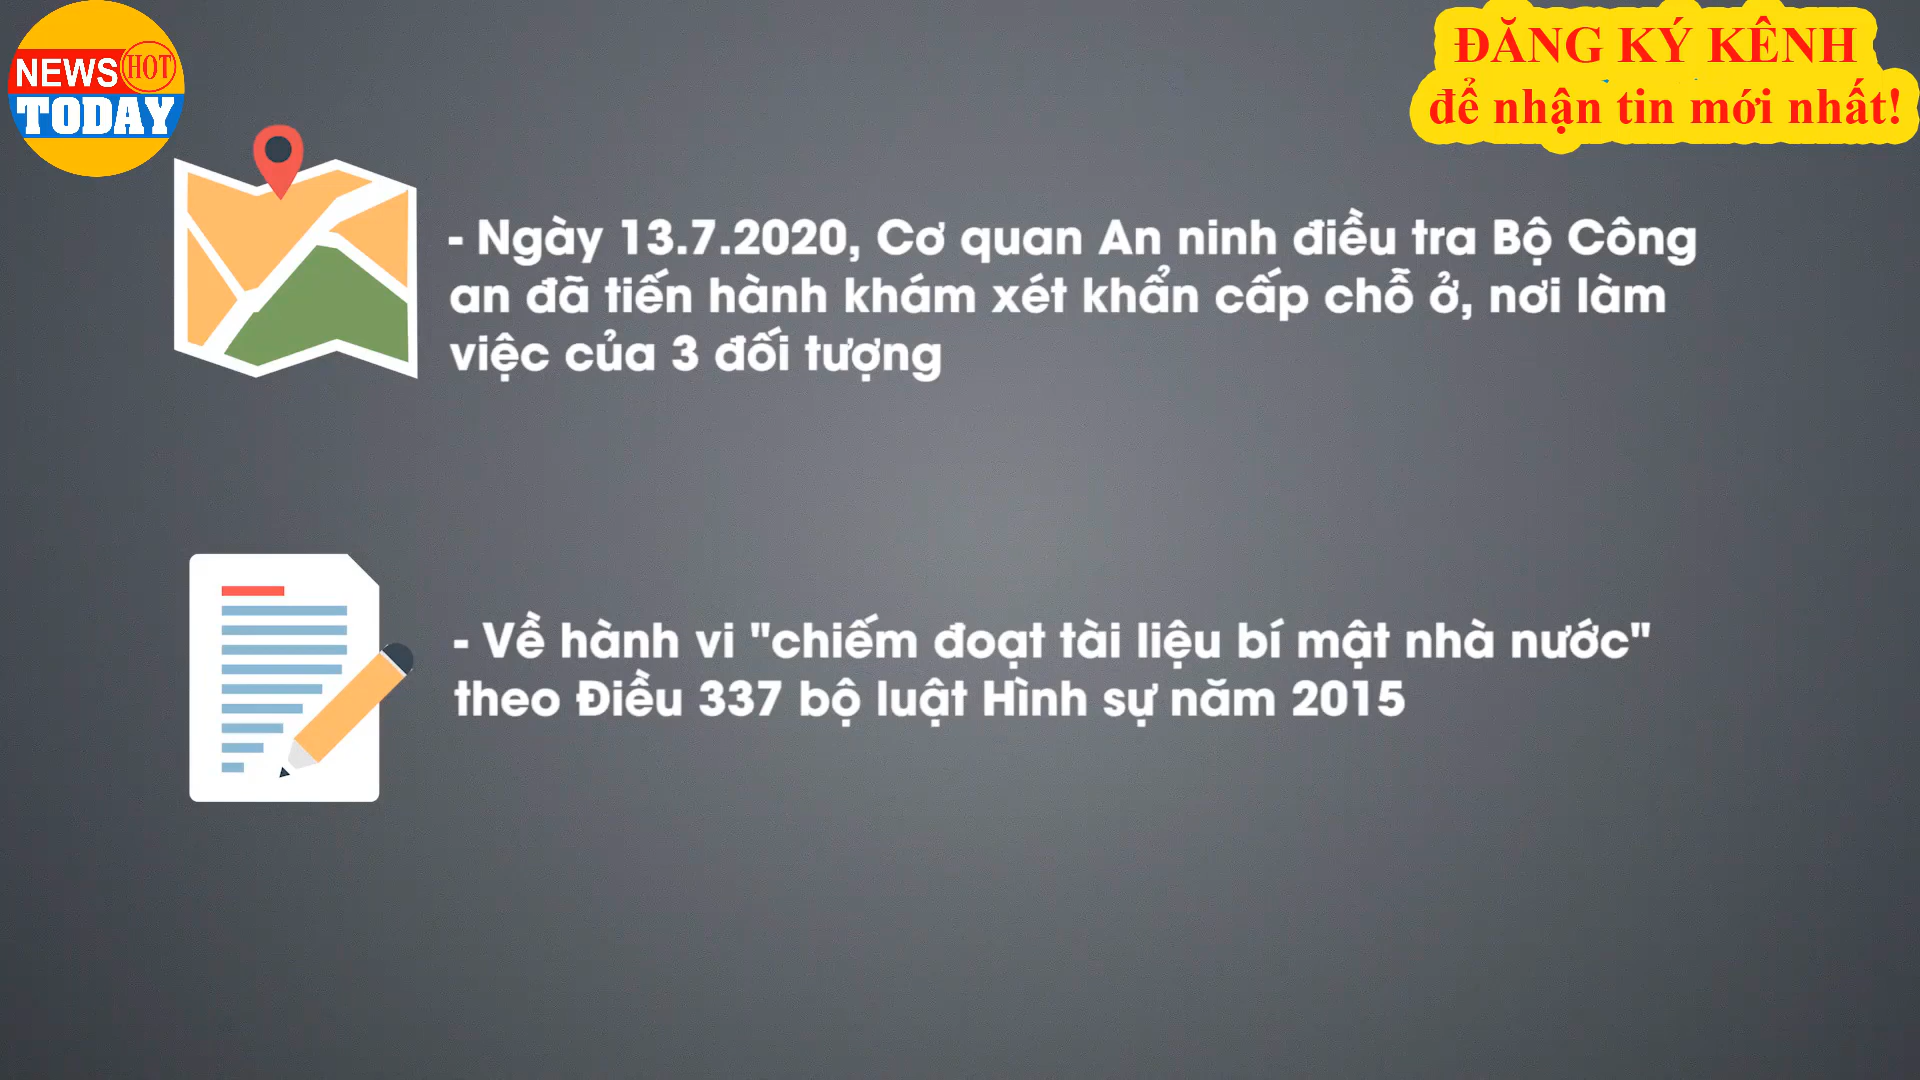 NEWS HOT
TODAY
ĐĂNG KÝ KÊNH
để nhận tin mới nhất!
- Ngày 13.7.2020, Cơ quan An ninh điều tra Bộ Công
an đã tiến hành khám xét khẩn cấp chỗ ở, nơi làm
việc của 3 đối tượng
- Về hành vi "chiếm đoạt tài liệu bí mật nhà nước"
theo Điều 337 bộ luật Hình sự năm 2015